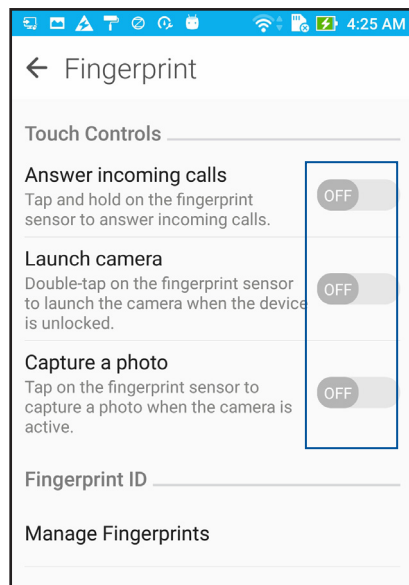 4:25 AM
Fingerprint
Touch Controls
Answer incoming calls
Tap and hold on the fingerprint
sensor to answer incoming calls.
OFF
Launch camera
Double-tap on the fingerprint sensor
to launch the camera when the device
is unlocked.
OFF
Capture a photo
Tap on the fingerprint sensor to
capture a photo when the camera is
active.
OFF
Fingerprint ID
Manage Fingerprints